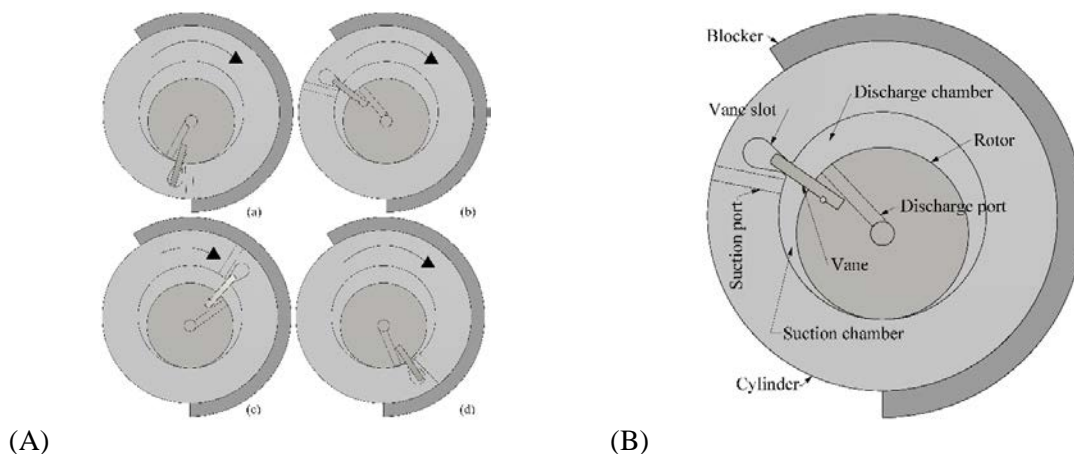 (a)
(b)
(c)
(d)
(A)
Blocker
Vane slot
Discharge chamber
Rotor
Suction port
Discharge port
Vane
Suction chamber
Cylinder
(B)